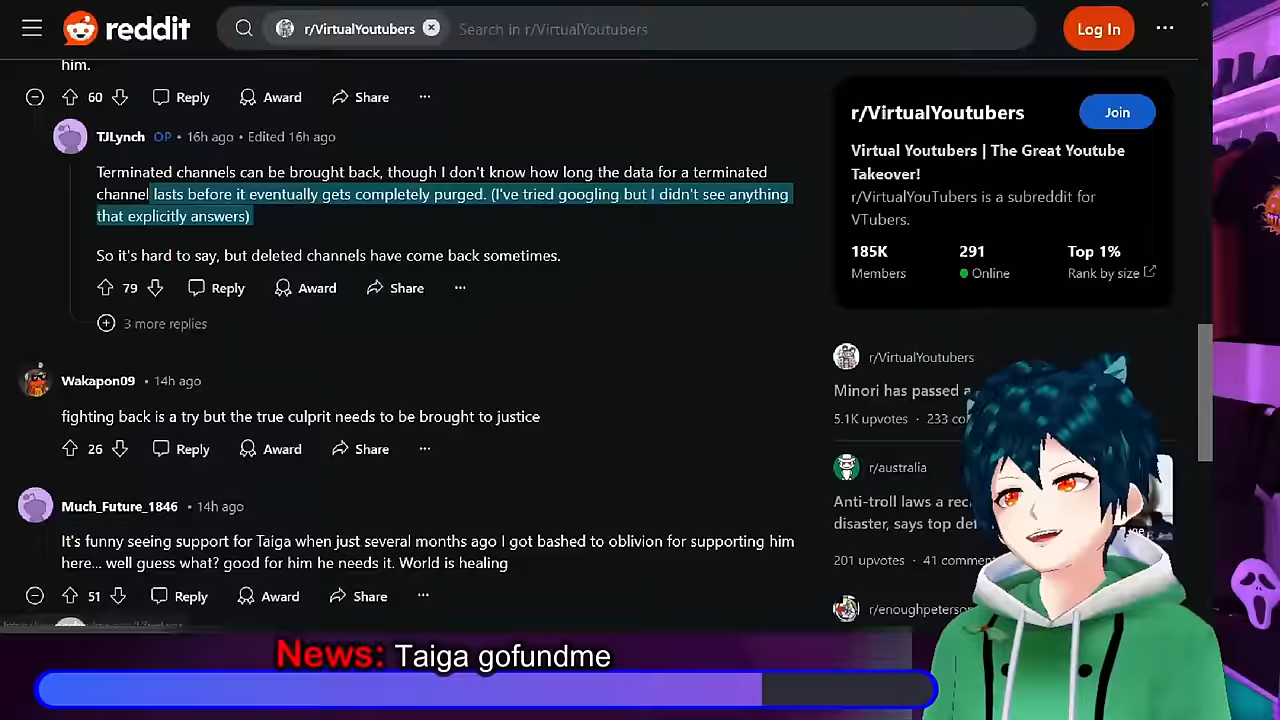 reddit
r/VirtualYoutubers
Search in r/VirtualYoutubers
Log In
him.
60 Reply Award Share
TJLynch OP • 16h ago • Edited 16h ago
Terminated channels can be brought back, though I don't know how long the data for a terminated
channel lasts before it eventually gets completely purged. (I've tried googling but I didn't see anything
that explicitly answers)
So it's hard to say, but deleted channels have come back sometimes.
79 Reply Award Share
3 more replies
Wakapon09 • 14h ago
fighting back is a try but the true culprit needs to be brought to justice
26 Reply Award Share
Much_Future_1846 • 14h ago
It's funny seeing support for Taiga when just several months ago I got bashed to oblivion for supporting him
here... well guess what? good for him he needs it. World is healing
51 Reply Award Share
r/VirtualYoutubers
Join
Virtual Youtubers | The Great Youtube
Takeover!
r/VirtualYouTubers is a subreddit for
VTubers.
185K 291 Top 1%
Members Online Rank by size
r/VirtualYoutubers
Minori has passed a
5.1K upvotes · 233
r/australia
Anti-troll laws a
disaster, says top
201 upvotes · 41
News: Taiga gofundme